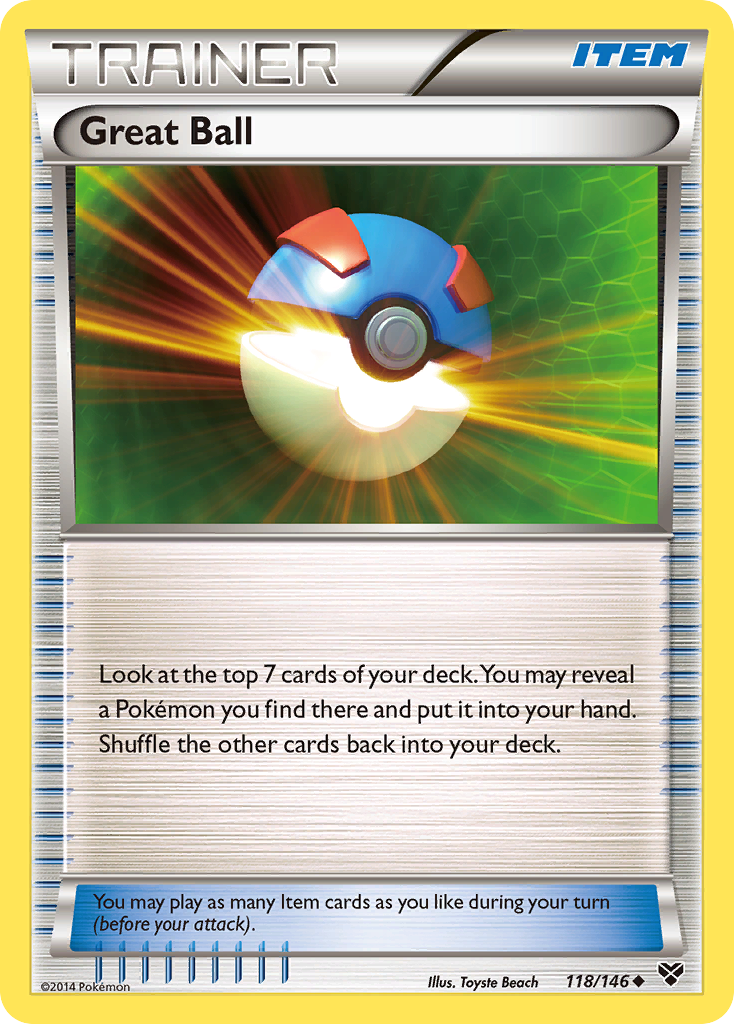 TRAINER
ITEM
Great Ball
Look at the top 7 cards of your deck. You may reveal
a Pokémon you find there and put it into your hand.
Shuffle the other cards back into your deck.
You may play as many Item cards as you like during your turn
(before your attack).
©2014 Pokémon
Illus. Toyste Beach
118/146